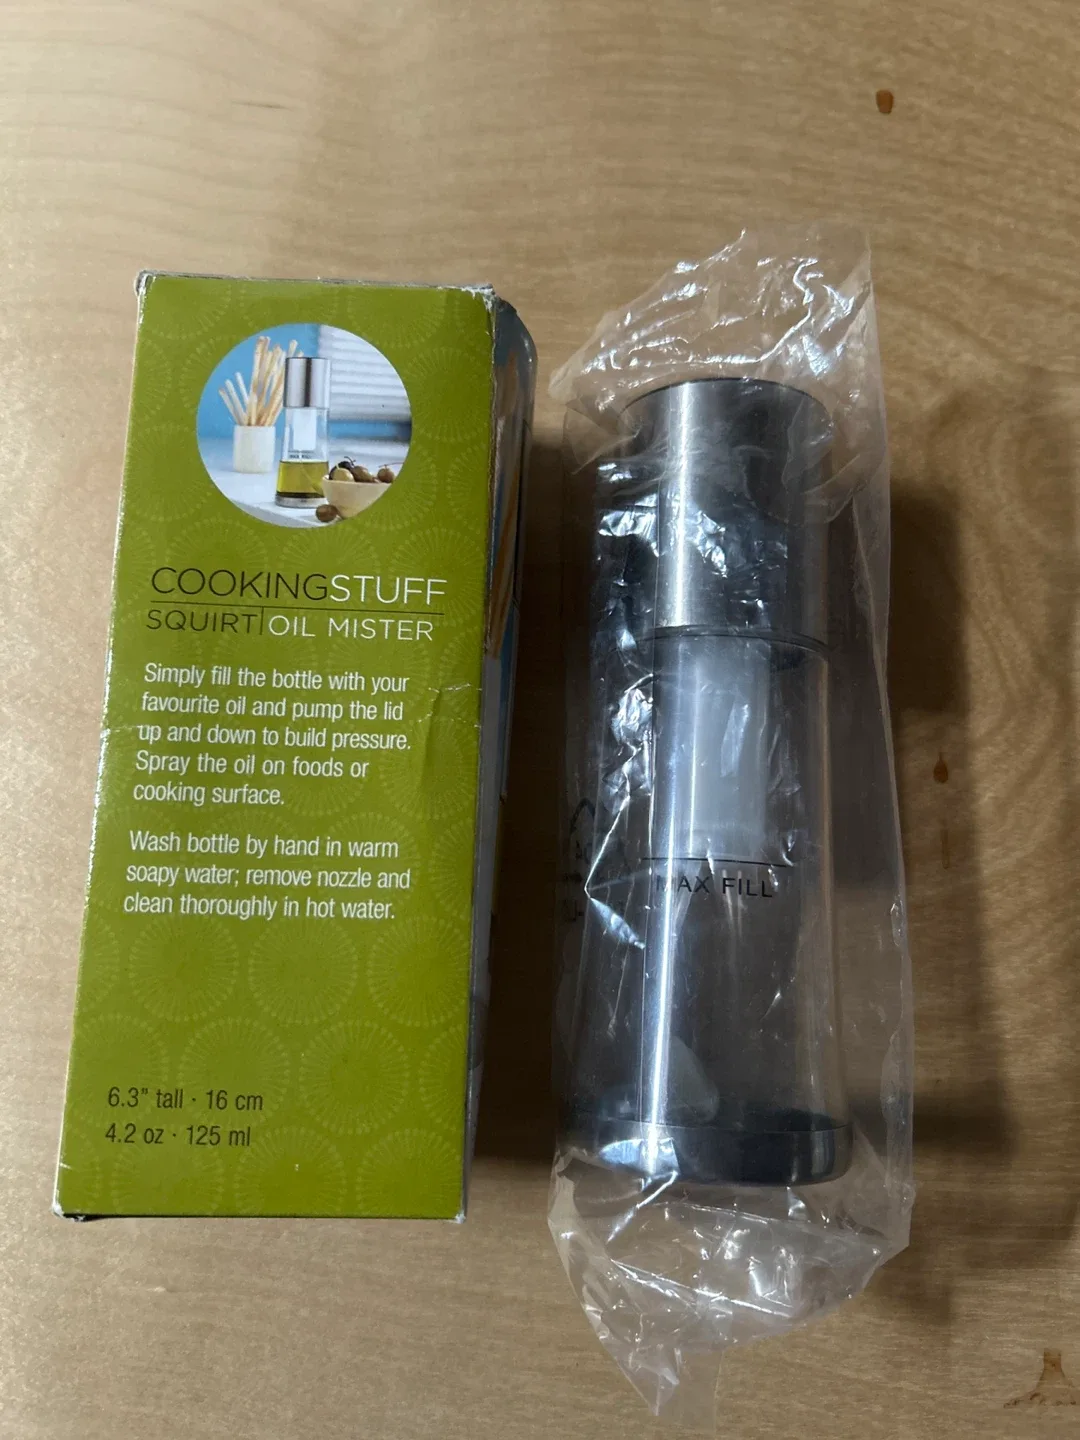 COOKINGSTUFF
SQUIRT|OIL MISTER
Simply fill the bottle with your
favourite oil and pump the lid
up and down to build pressure.
Spray the oil on foods or
cooking surface.
Wash bottle by hand in warm
soapy water; remove nozzle and
clean thoroughly in hot water.
6.3" tall · 16 cm
4.2 oz · 125 ml
MAX FILL